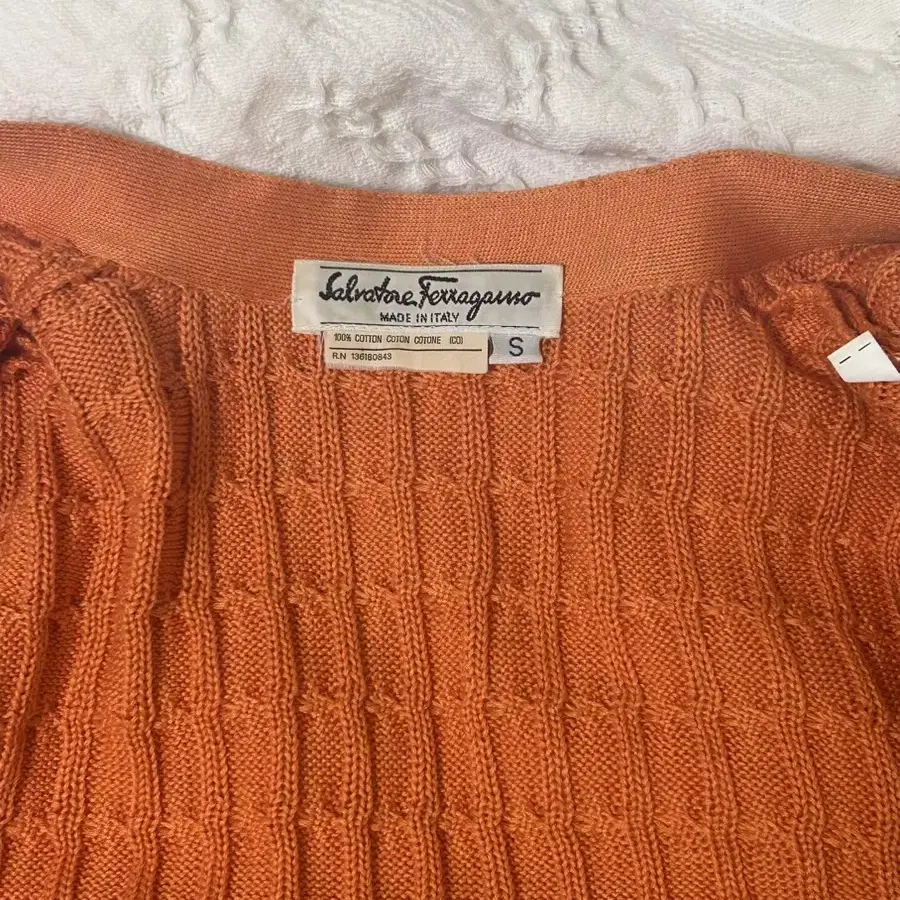 Salvatore Ferragamo
MADE IN ITALY
100% COTTON COTON COTONE (CO)
S
R.N 136180843